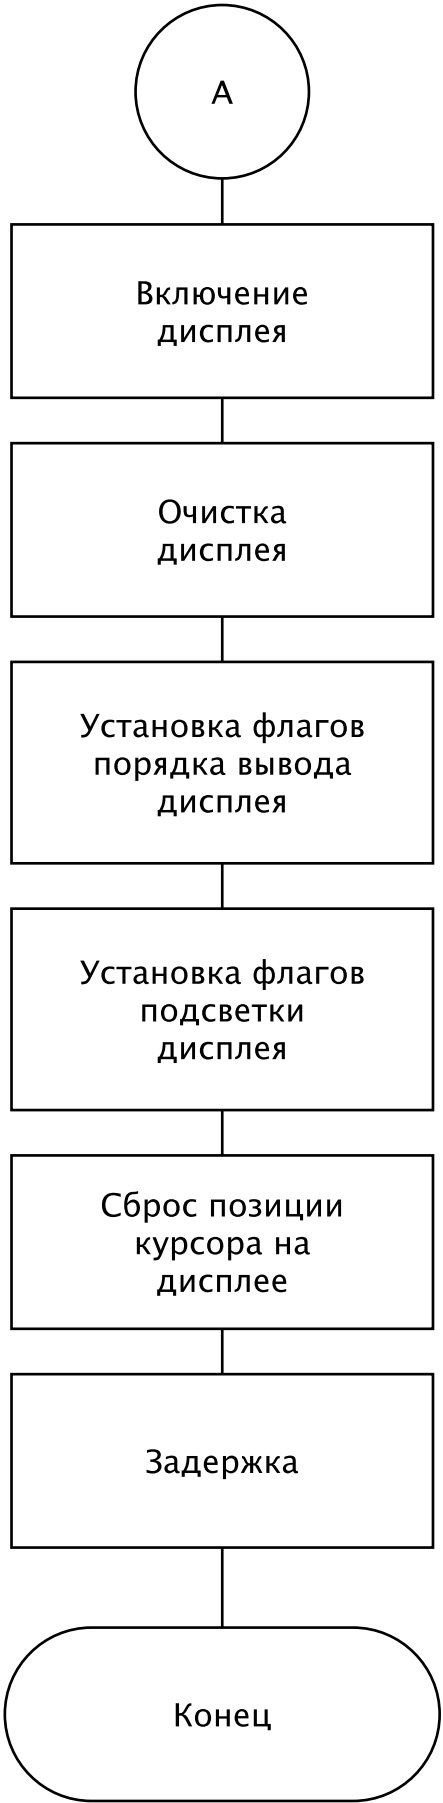 А
Включение
дисплея
Очистка
дисплея
Установка флагов
порядка вывода
дисплея
Установка флагов
подсветки
дисплея
Сброс позиции
курсора на
дисплее
Задержка
Конец